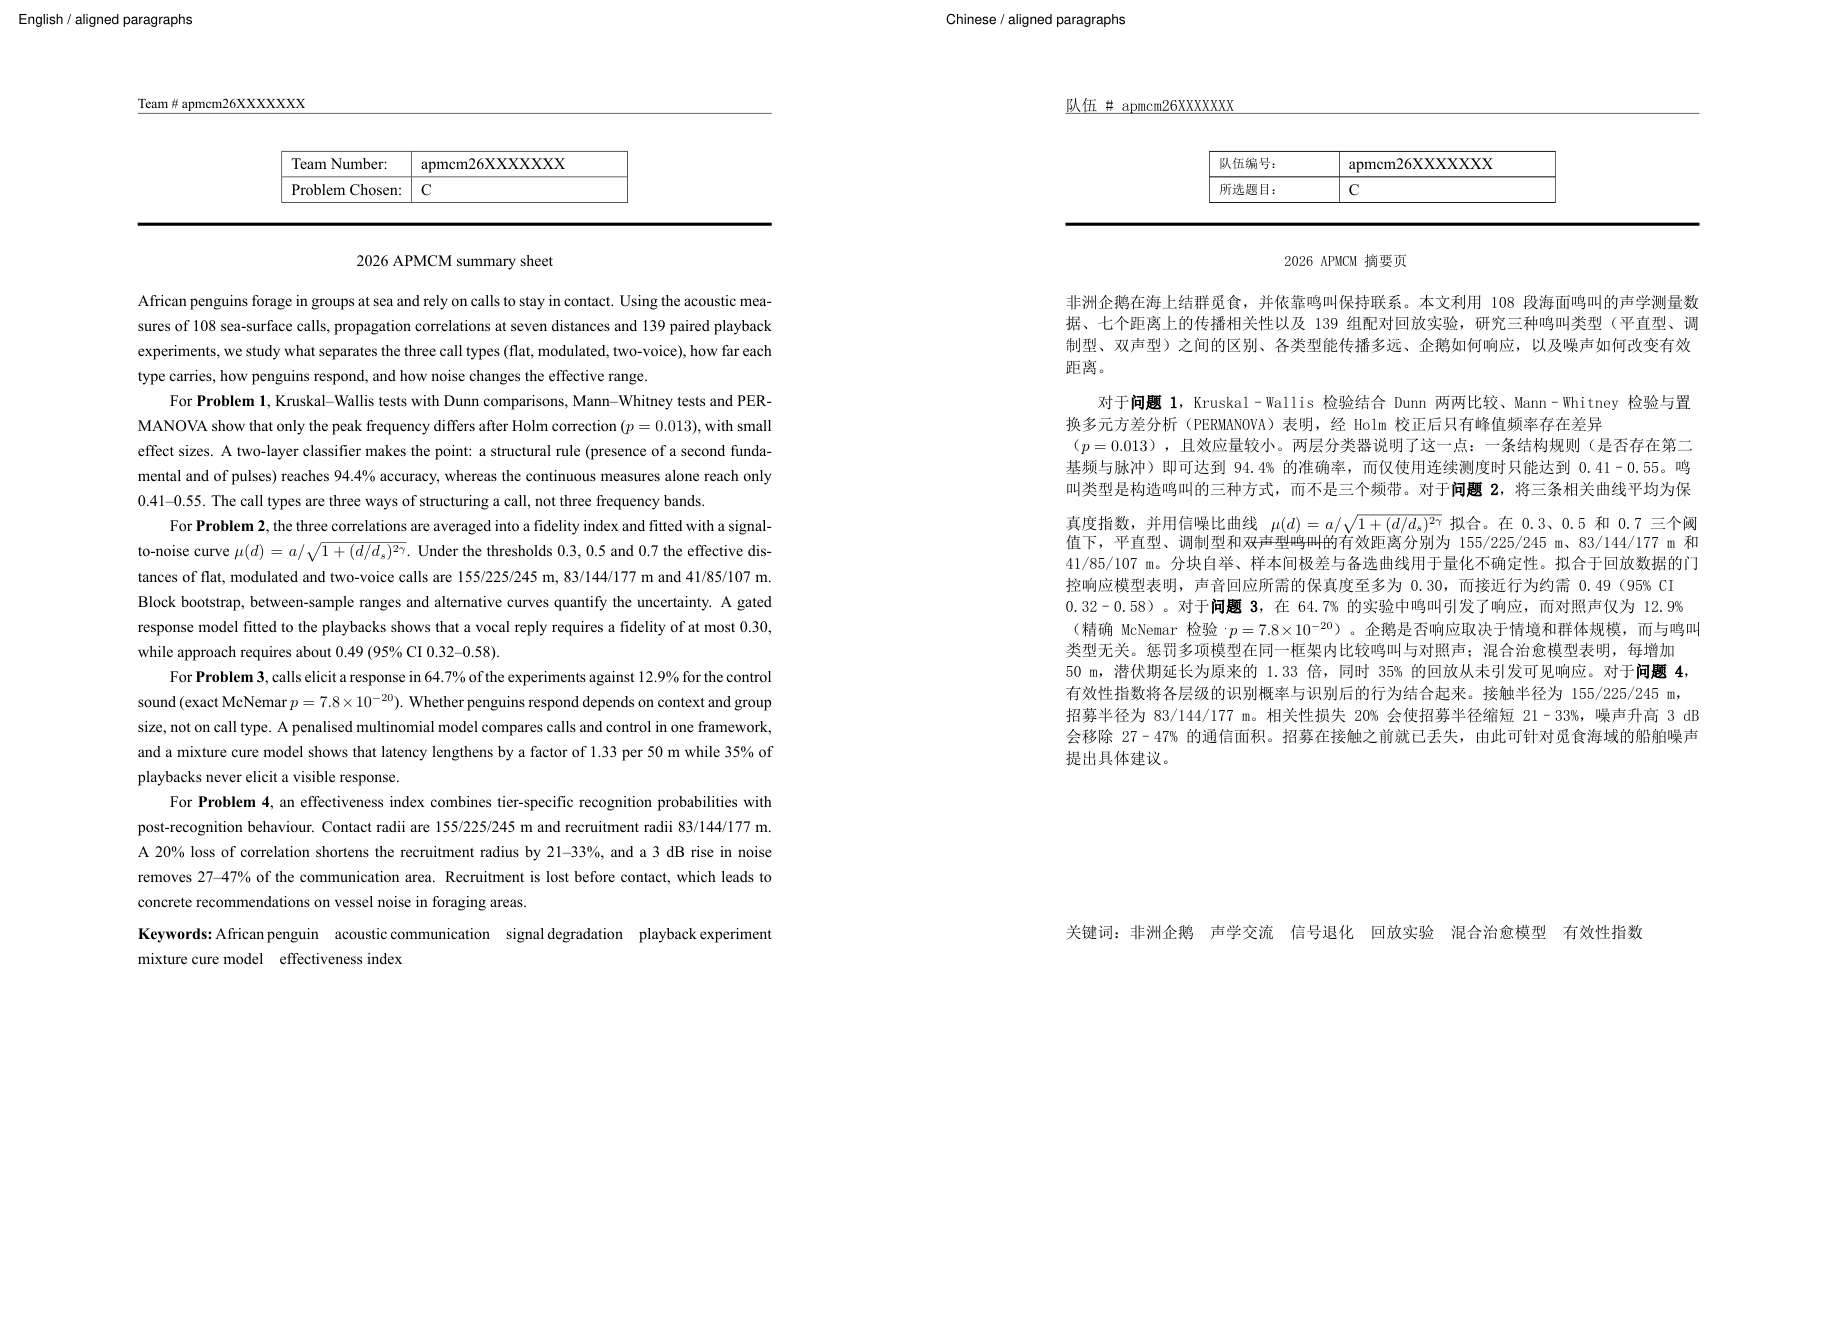 English / aligned paragraphs
Team # apmcm26XXXXXXX
Team Number: apmcm26XXXXXXX
Problem Chosen: C
2026 APMCM summary sheet
African penguins forage in groups at sea and rely on calls to stay in contact. Using the acoustic mea-
sures of 108 sea-surface calls, propagation correlations at seven distances and 139 paired playback
experiments, we study what separates the three call types (flat, modulated, two-voice), how far each
type carries, how penguins respond, and how noise changes the effective range.
For Problem 1, Kruskal–Wallis tests with Dunn comparisons, Mann–Whitney tests and PER-
MANOVA show that only the peak frequency differs after Holm correction (p = 0.013), with small
effect sizes. A two-layer classifier makes the point: a structural rule (presence of a second funda-
mental and of pulses) reaches 94.4% accuracy, whereas the continuous measures alone reach only
0.41–0.55. The call types are three ways of structuring a call, not three frequency bands.
For Problem 2, the three correlations are averaged into a fidelity index and fitted with a signal-
to-noise curve μ(d) = a/√(1 + (d/dₛ)²ᵞ). Under the thresholds 0.3, 0.5 and 0.7 the effective dis-
tances of flat, modulated and two-voice calls are 155/225/245 m, 83/144/177 m and 41/85/107 m.
Block bootstrap, between-sample ranges and alternative curves quantify the uncertainty. A gated
response model fitted to the playbacks shows that a vocal reply requires a fidelity of at most 0.30,
while approach requires about 0.49 (95% CI 0.32–0.58).
For Problem 3, calls elicit a response in 64.7% of the experiments against 12.9% for the control
sound (exact McNemar p = 7.8×10⁻²⁰). Whether penguins respond depends on context and group
size, not on call type. A penalised multinomial model compares calls and control in one framework,
and a mixture cure model shows that latency lengthens by a factor of 1.33 per 50 m while 35% of
playbacks never elicit a visible response.
For Problem 4, an effectiveness index combines tier-specific recognition probabilities with
post-recognition behaviour. Contact radii are 155/225/245 m and recruitment radii 83/144/177 m.
A 20% loss of correlation shortens the recruitment radius by 21–33%, and a 3 dB rise in noise
removes 27–47% of the communication area. Recruitment is lost before contact, which leads to
concrete recommendations on vessel noise in foraging areas.
Keywords: African penguin acoustic communication signal degradation playback experiment
mixture cure model effectiveness index
Chinese / aligned paragraphs
队伍 # apmcm26XXXXXXX
队伍编号： apmcm26XXXXXXX
所选题目： C
2026 APMCM 摘要页
非洲企鹅在海上结群觅食，并依靠鸣叫保持联系。本文利用 108 段海面鸣叫的声学测量数
据、七个距离上的传播相关性以及 139 组配对回放实验，研究三种鸣叫类型（平直型、调
制型、双声型）之间的区别、各类型能传播多远、企鹅如何响应，以及噪声如何改变有效
距离。
对于问题 1，Kruskal–Wallis 检验结合 Dunn 两两比较、Mann–Whitney 检验与置
换多元方差分析（PERMANOVA）表明，经 Holm 校正后只有峰值频率存在差异
（p = 0.013），且效应量较小。两层分类器说明了这一点：一条结构规则（是否存在第二
基频与脉冲）即可达到 94.4% 的准确率，而仅使用连续测度时只能达到 0.41–0.55。鸣
叫类型是构造鸣叫的三种方式，而不是三个频带。对于问题 2，将三条相关曲线平均为保
真度指数，并用信噪比曲线 μ(d) = a/√(1 + (d/dₛ)²ᵞ) 拟合。在 0.3、0.5 和 0.7 三个阈
值下，平直型、调制型和双声型鸣叫的有效距离分别为 155/225/245 m、83/144/177 m 和
41/85/107 m。分块自举、样本间极差与备选曲线用于量化不确定性。拟合于回放数据的门
控响应模型表明，声音回应所需的保真度至多为 0.30，而接近行为约需 0.49（95% CI
0.32–0.58）。对于问题 3，在 64.7% 的实验中鸣叫引发了响应，而对照声仅为 12.9%
（精确 McNemar 检验 p = 7.8×10⁻²⁰）。企鹅是否响应取决于情境和群体规模，而与鸣叫
类型无关。惩罚多项模型在同一框架内比较鸣叫与对照声；混合治愈模型表明，每增加
50 m，潜伏期延长为原来的 1.33 倍，同时 35% 的回放从未引发可见响应。对于问题 4，
有效性指数将各层级的识别概率与识别后的行为结合起来。接触半径为 155/225/245 m，
招募半径为 83/144/177 m。相关性损失 20% 会使招募半径缩短 21–33%，噪声升高 3 dB
会移除 27–47% 的通信面积。招募在接触之前就已丢失，由此可针对觅食海域的船舶噪声
提出具体建议。
关键词：非洲企鹅 声学交流 信号退化 回放实验 混合治愈模型 有效性指数